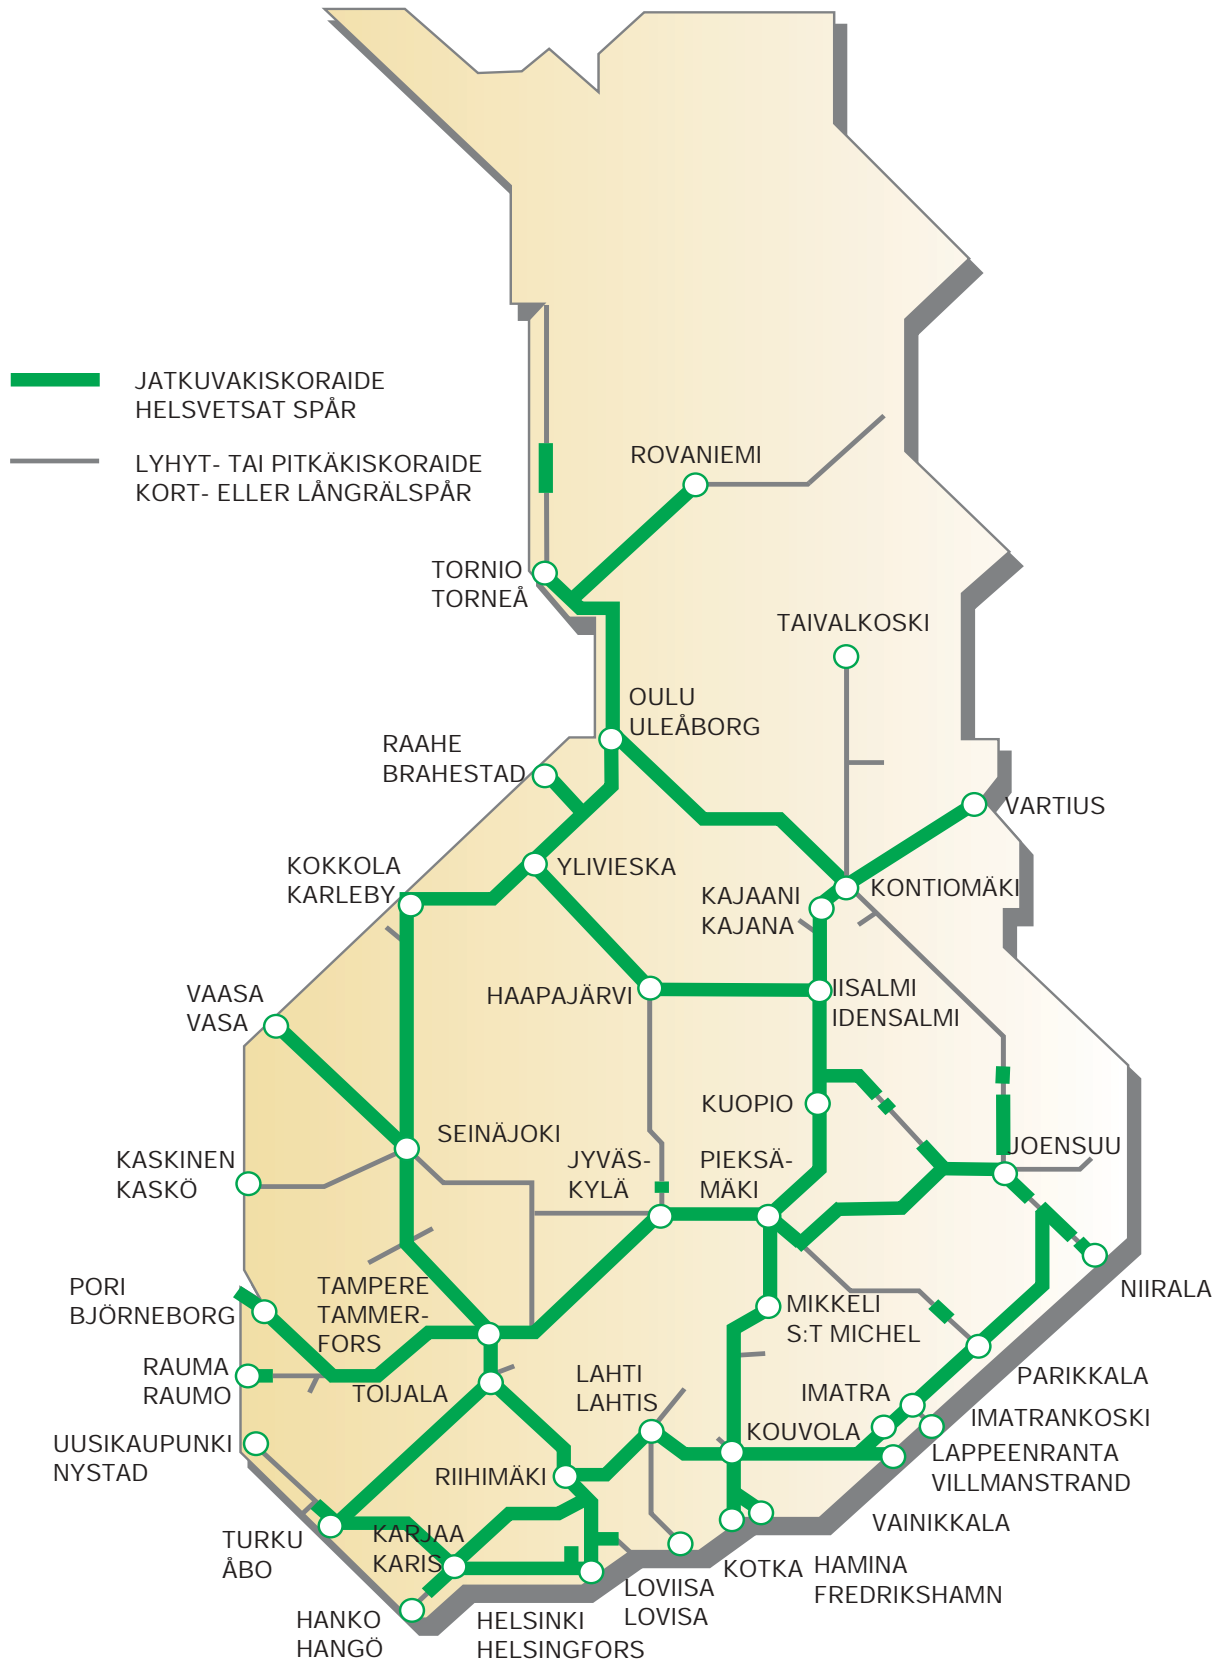 JATKUVAKISKORAIDE
HELSVETSAT SPÅR
LYHYT- TAI PITKÄKISKORAIDE
KORT- ELLER LÅNGRÄLSPÅR
ROVANIEMI
TORNIO
TORNEÅ
TAIVALKOSKI
OULU
ULEÅBORG
RAAHE
BRAHESTAD
VARTIUS
KOKKOLA
KARLEBY
YLIVIESKA
KAJAANI
KAJANA
KONTIOMÄKI
VAASA
VASA
HAAPAJÄRVI
IISALMI
IDENSALMI
KUOPIO
SEINÄJOKI
JOENSUU
KASKINEN
KASKÖ
JYVÄS-
KYLÄ
PIEKSÄ-
MÄKI
PORI
BJÖRNEBORG
TAMPERE
TAMMER-
FORS
NIIRALA
MIKKELI
S:T MICHEL
RAUMA
RAUMO
TOIJALA
LAHTI
LAHTIS
PARIKKALA
IMATRA
IMATRANKOSKI
UUSIKAUPUNKI
NYSTAD
RIIHIMÄKI
KOUVOLA
LAPPEENRANTA
VILLMANSTRAND
VAINIKKALA
TURKU
ÅBO
KARJAA
KARIS
KOTKA
HAMINA
FREDRIKSHAMN
LOVIISA
LOVISA
HANKO
HANGÖ
HELSINKI
HELSINGFORS